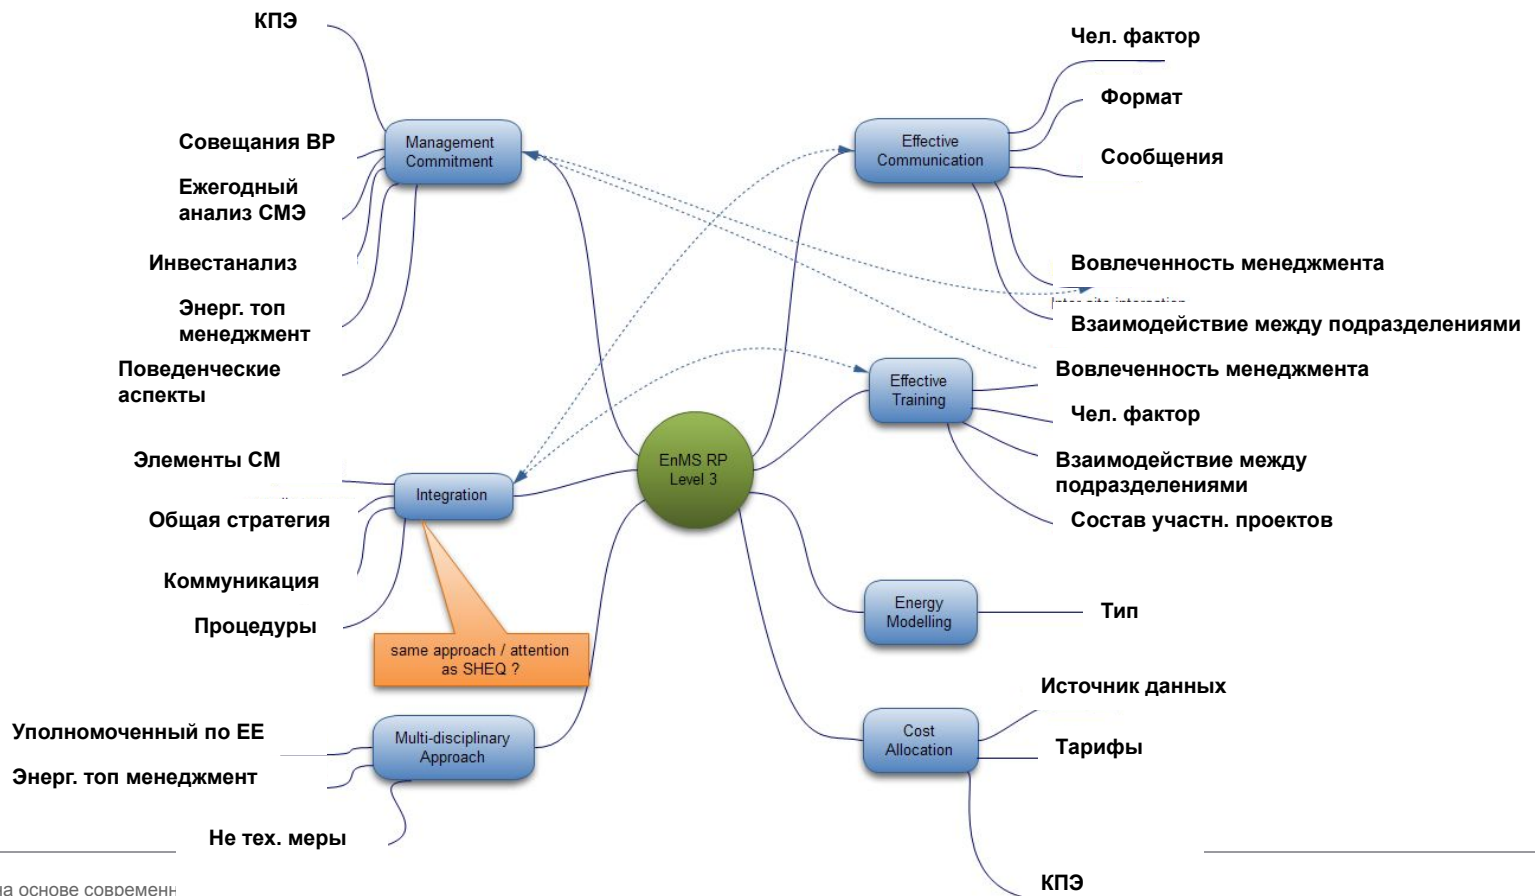 КПЭ
Совещания ВР
Ежегодный
анализ СМЭ
Инвестанализ
Энерг. топ
менеджмент
Поведенческие
аспекты
Management
Commitment
Элементы СМ
Общая стратегия
Коммуникация
Процедуры
Integration
same approach / attention
as SHEQ ?
Уполномоченный по ЕЕ
Энерг. топ менеджмент
Не тех. меры
Multi-disciplinary
Approach
EnMS RP
Level 3
Effective
Communication
Чел. фактор
Формат
Сообщения
Вовлеченность менеджмента
Взаимодействие между подразделениями
Effective
Training
Вовлеченность менеджмента
Чел. фактор
Взаимодействие между
подразделениями
Состав участн. проектов
Energy
Modelling
Тип
Cost
Allocation
Источник данных
Тарифы
КПЭ
на основе современн